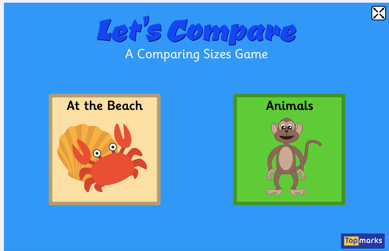 Let's Compare
A Comparing Sizes Game
At the Beach
Animals
Topmarks